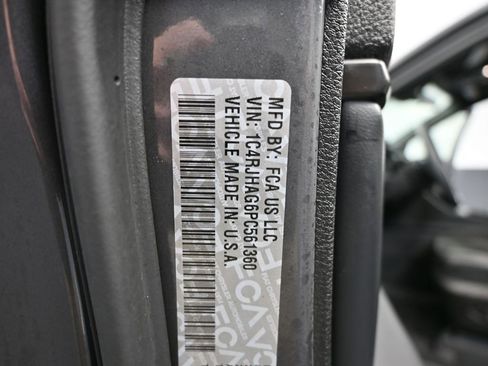 MFD BY: FCA US LLC
VIN: 1C4RJHAG6PC561360
VEHICLE MADE IN: U.S.A.